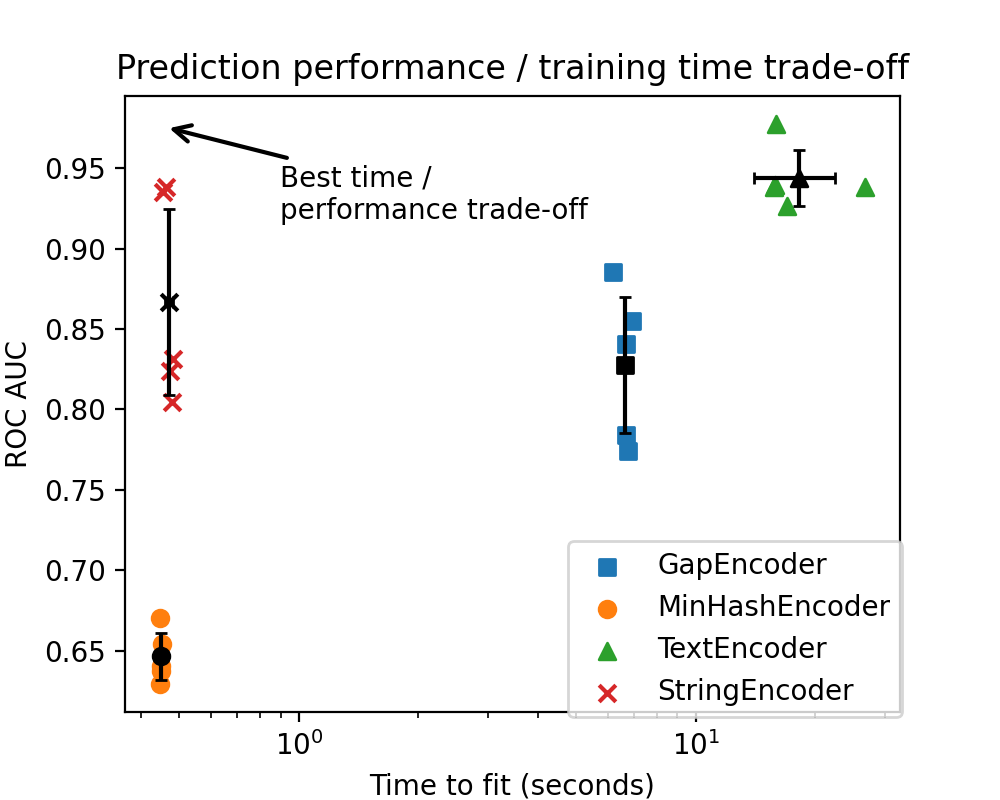 Prediction performance / training time trade-off
Best time /
performance trade-off
ROC AUC
0.95
0.90
0.85
0.80
0.75
0.70
0.65
GapEncoder
MinHashEncoder
TextEncoder
StringEncoder
10⁰
10¹
Time to fit (seconds)